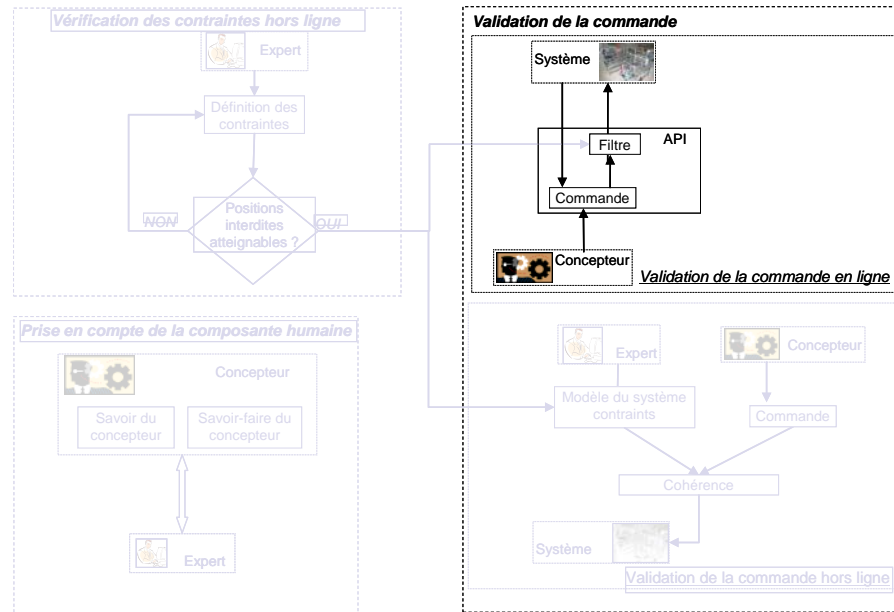 Vérification des contraintes hors ligne
Expert
Définition des
contraintes
Positions
interdites
atteignables ?
NON
OUI
Prise en compte de la composante humaine
Concepteur
Savoir du
concepteur
Savoir-faire du
concepteur
Expert
Validation de la commande
Système
API
Filtre
Commande
Concepteur
Validation de la commande en ligne
Expert
Concepteur
Modèle du système
contraints
Commande
Cohérence
Système
Validation de la commande hors ligne